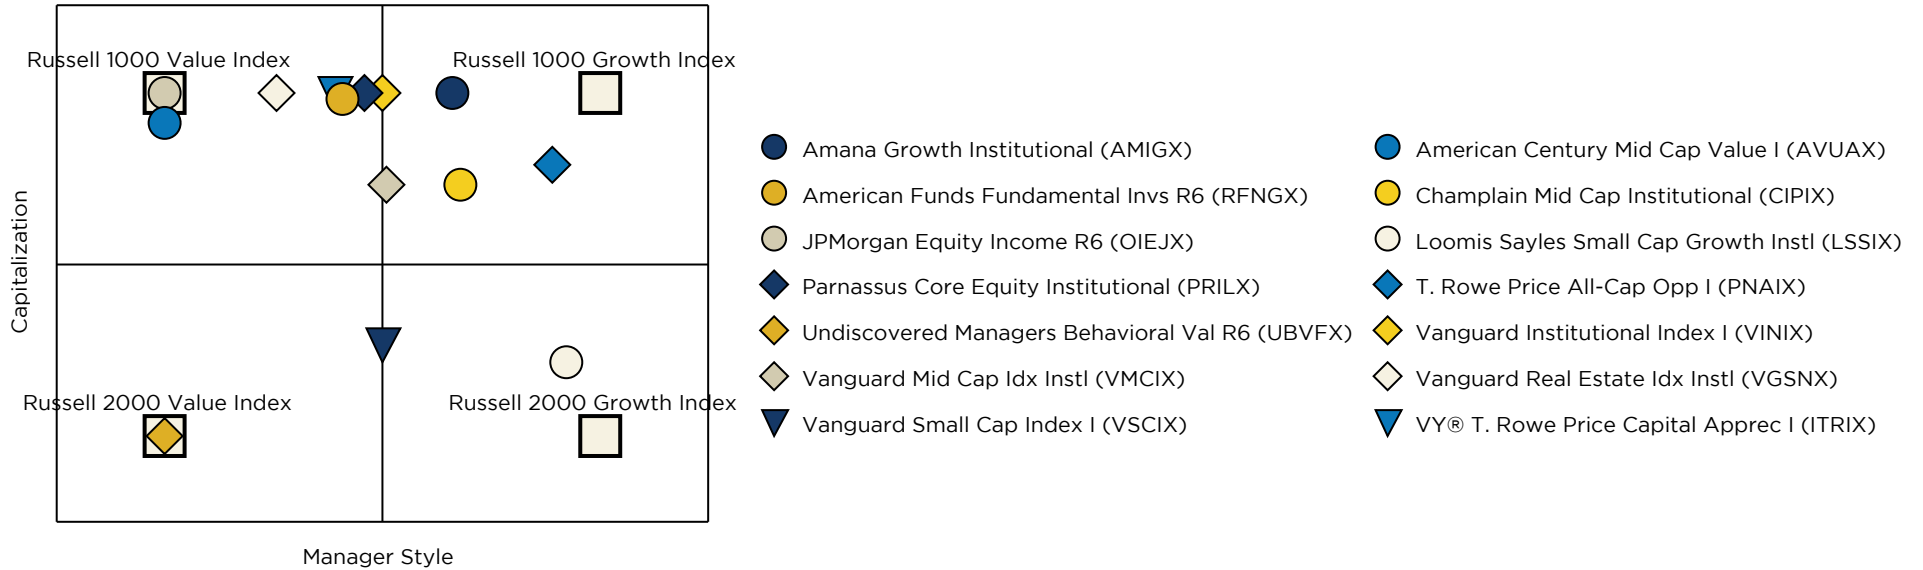 Russell 1000 Value Index
Russell 1000 Growth Index
Capitalization
Russell 2000 Value Index
Russell 2000 Growth Index
Manager Style
Amana Growth Institutional (AMIGX)
American Century Mid Cap Value I (AVUAX)
American Funds Fundamental Invs R6 (RFNGX)
Champlain Mid Cap Institutional (CIPIX)
JPMorgan Equity Income R6 (OIEJX)
Loomis Sayles Small Cap Growth Instl (LSSIX)
Parnassus Core Equity Institutional (PRILX)
T. Rowe Price All-Cap Opp I (PNAIX)
Undiscovered Managers Behavioral Val R6 (UBVFX)
Vanguard Institutional Index I (VINIX)
Vanguard Mid Cap Idx Instl (VMCIX)
Vanguard Real Estate Idx Instl (VGSNX)
Vanguard Small Cap Index I (VSCIX)
VY® T. Rowe Price Capital Apprec I (ITRIX)